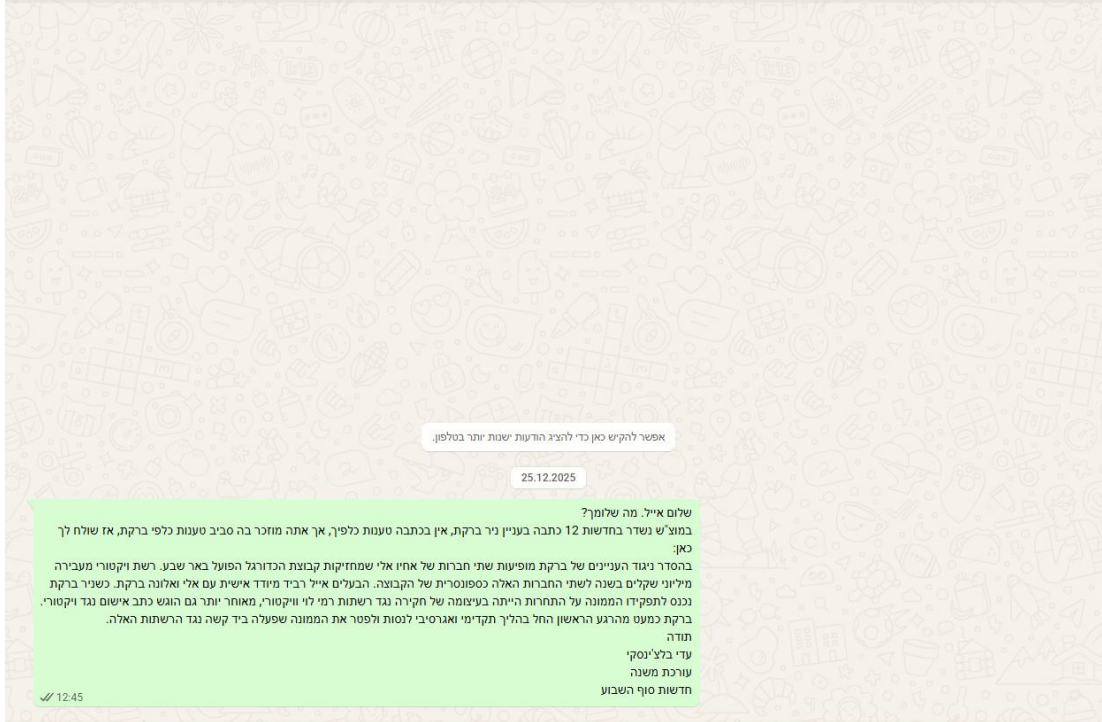 אפשר להקיש כאן כדי להציג הודעות ישנות יותר בטלפון.
25.12.2025
שלום אייל. מה שלומך?
במוצ"ש נשדר בחדשות 12 כתבה בעניין ניר ברקת, אין בכתבה טענות כלפיך, אך אתה מוזכר בה סביב טענות כלפי ברקת, אז שולח לך
כאן:
בהסדר ניגוד העניינים של ברקת מופיעות שתי חברות של אחיו אלי שמחזיקות קבוצת הכדורגל הפועל באר שבע. רשת ויקטורי מעבירה
מיליוני שקלים בשנה לשתי החברות האלה כספונסרית של הקבוצה. הבעלים אייל רביד מיודד אישית עם אלי ואלונה ברקת. כשניר ברקת
נכנס לתפקידו הממונה על התחרות הייתה בעיצומה של חקירה נגד רשתות רמי לוי וויקטורי, מאוחר יותר גם הוגש כתב אישום נגד ויקטורי.
ברקת כמעט מהרגע הראשון החל בהליך תקדימי ואגרסיבי לנסות ולפטר את הממונה שפעלה ביד קשה נגד הרשתות האלה.
תודה
עדי בלצ'ינסקי
עורכת משנה
חדשות סוף השבוע
12:45